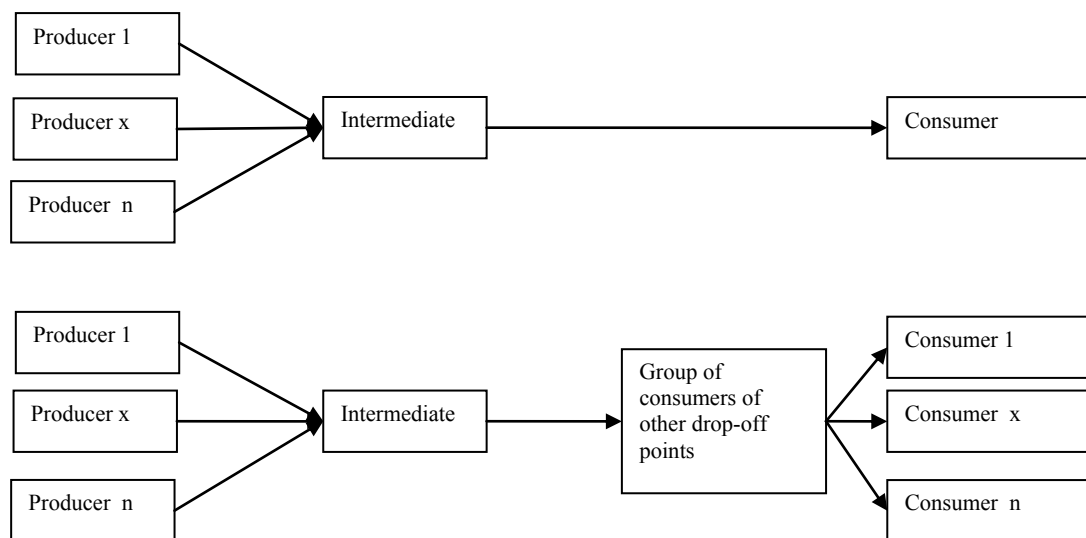 Producer 1
Producer x
Producer n
Intermediate
Consumer
Producer 1
Producer x
Producer n
Intermediate
Group of
consumers of
other drop-off
points
Consumer 1
Consumer x
Consumer n